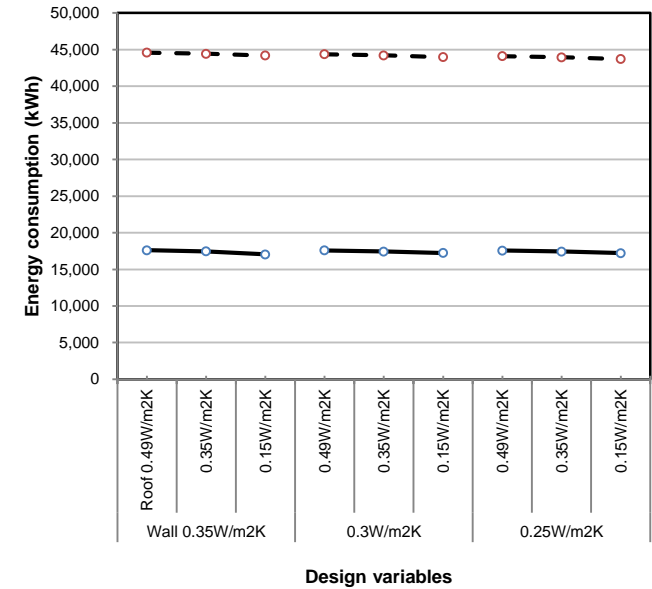 50,000
45,000
40,000
35,000
30,000
25,000
20,000
15,000
10,000
5,000
0
Energy consumption (kWh)
Roof 0.49W/m2K
0.35W/m2K
0.15W/m2K
0.49W/m2K
0.35W/m2K
0.15W/m2K
0.49W/m2K
0.35W/m2K
0.15W/m2K
Wall 0.35W/m2K
0.3W/m2K
0.25W/m2K
Design variables